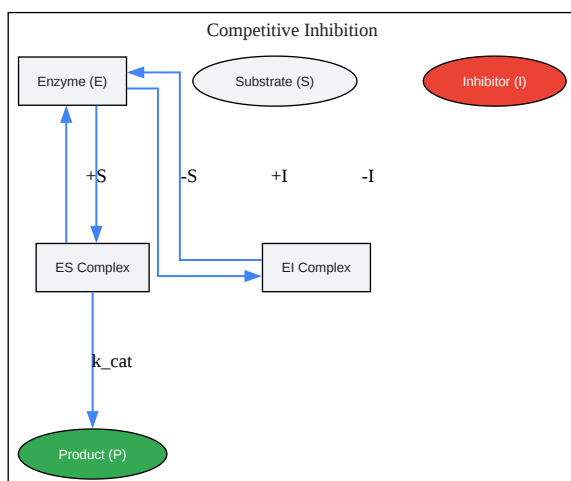 Competitive Inhibition
Enzyme (E)
Substrate (S)
Inhibitor (I)
+S
-S
+I
-I
ES Complex
EI Complex
k_cat
Product (P)